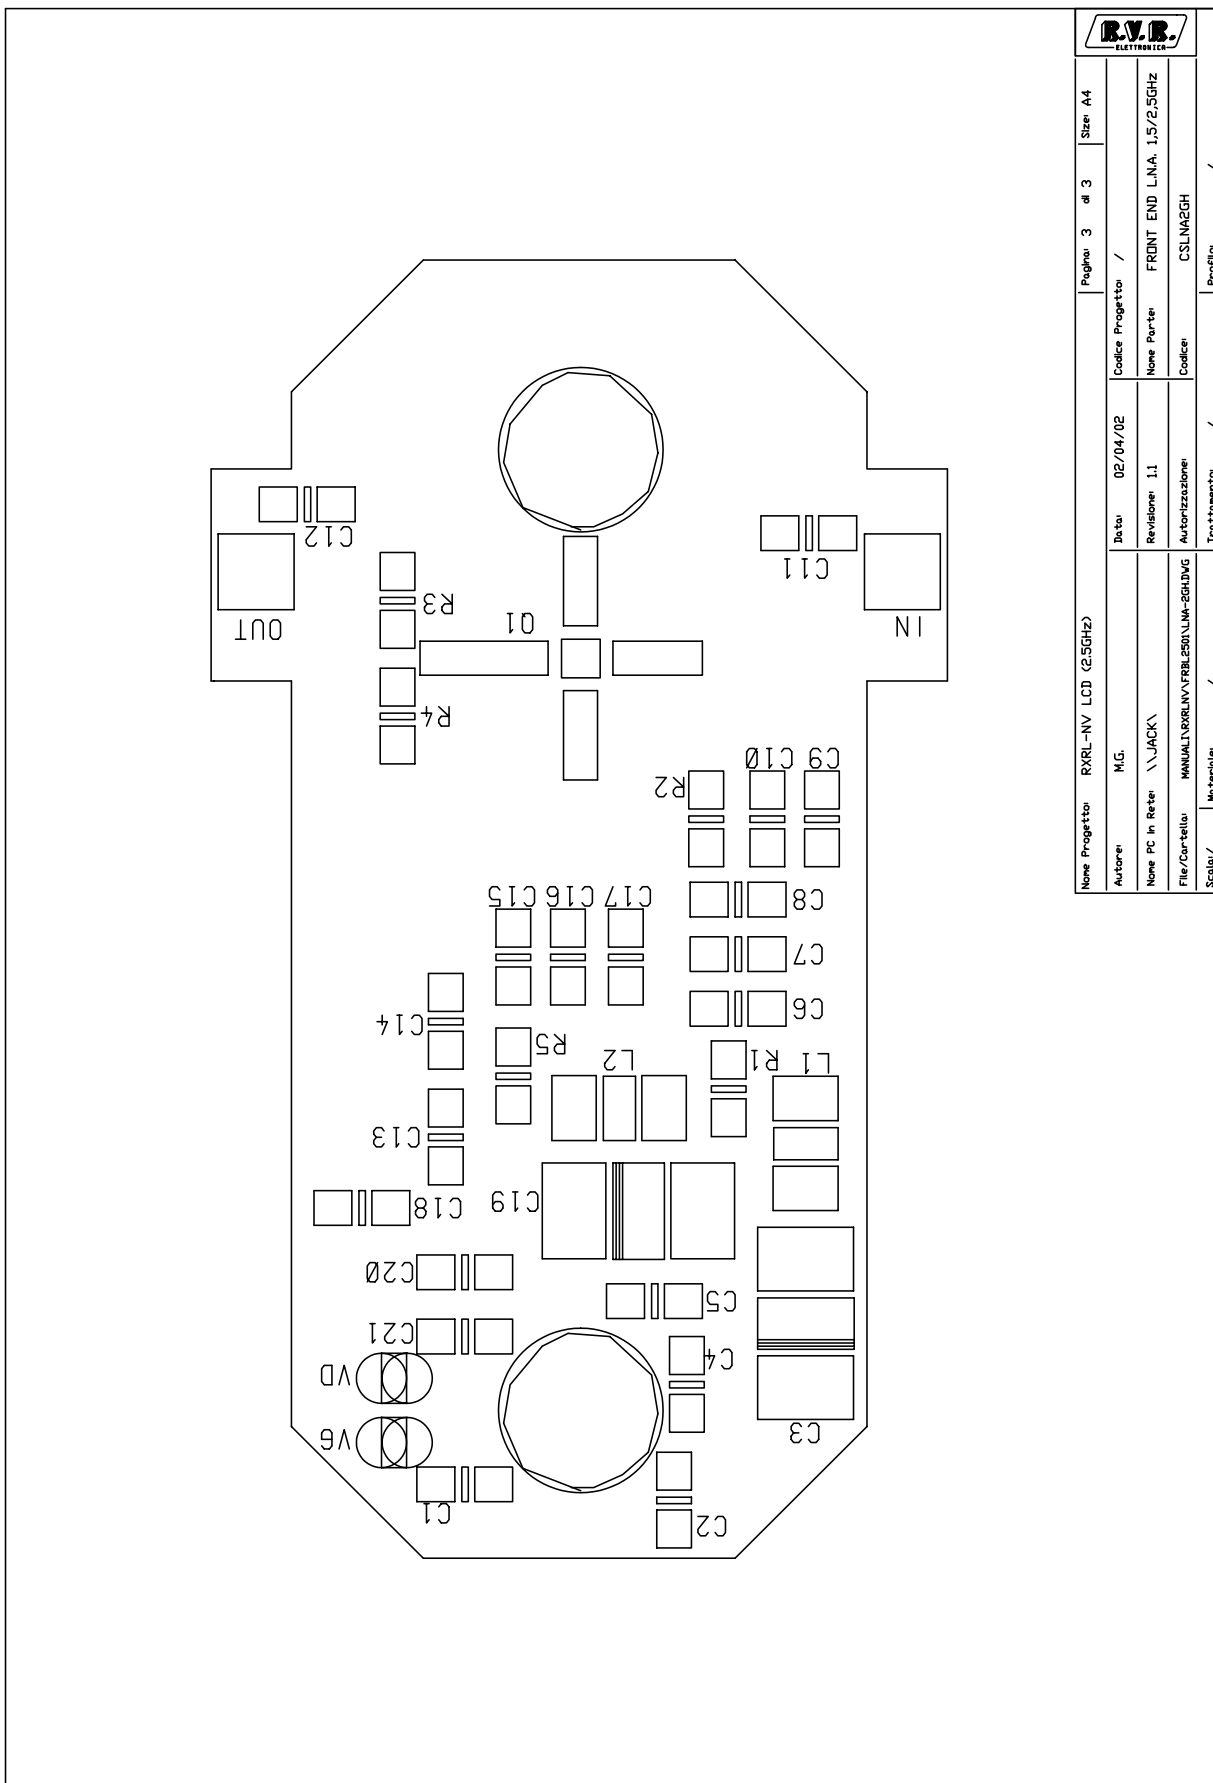 R.V.R.
ELETTRONICA
Nome Progetto: RXRL-NV LCD (2.5GHz)
Pagina: 3 di 3
Size: A4
Autore: M.G.
Data: 02/04/02
Codice Progetto: /
Nome PC in Rete: \\JACK\
Revisione: 1.1
Nome Parte: FRONT END L.N.A. 1,5/2,5GHz
File/Cartella: MANUALI\RXRLNV\FRBL2501\LNA-2GH.DWG
Autorizzazione:
Codice: CSLNA2GH
Scala: /
Materiale: /
Trattamento: /
Profilo: /
C12
C11
R3
OUT
Q1
IN
R4
R2
C10
C9
C15
C16
C17
C8
C7
C14
C6
R5
L2
R1
L1
C13
C18
C19
C20
C5
C21
C4
VD
C3
VG
C1
C2